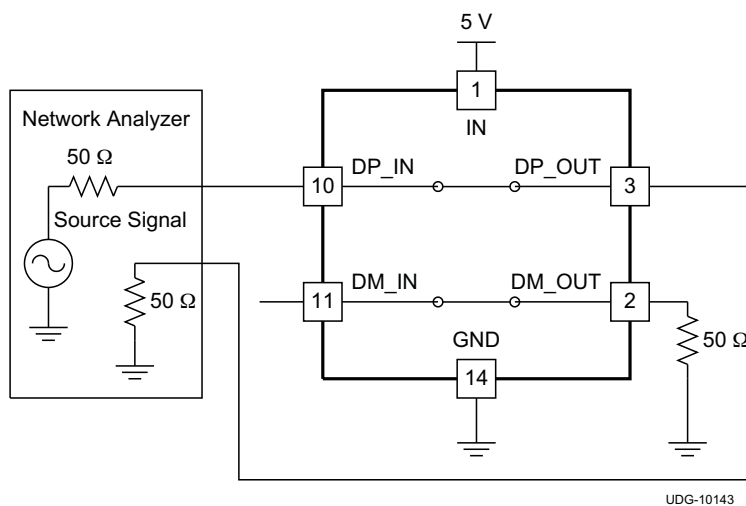 5 V
1
IN
Network Analyzer
50 Ω
Source Signal
50 Ω
10
DP_IN
DP_OUT
3
11
DM_IN
DM_OUT
2
50 Ω
GND
14
UDG-10143